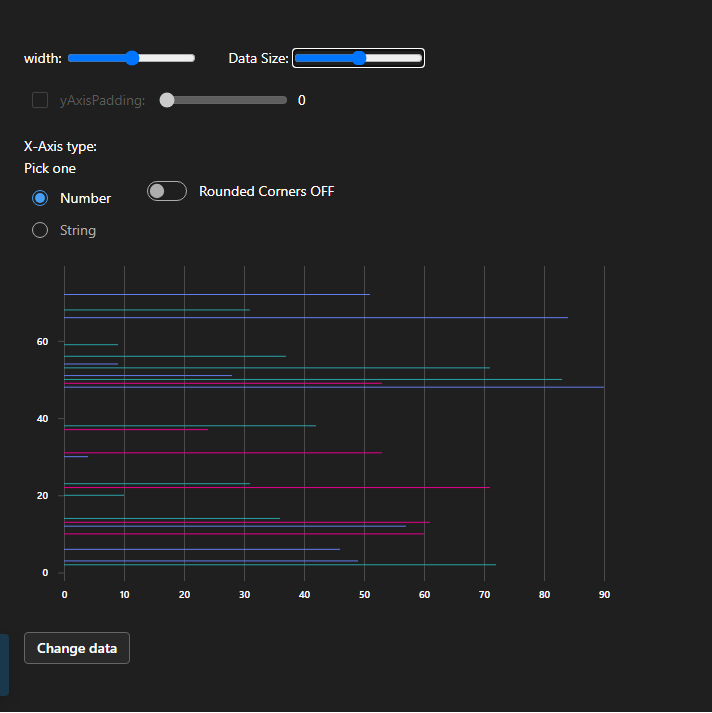 width: Data Size:
yAxisPadding: 0
X-Axis type:
Pick one
Number
Rounded Corners OFF
String
60
40
20
0
0 10 20 30 40 50 60 70 80 90
Change data